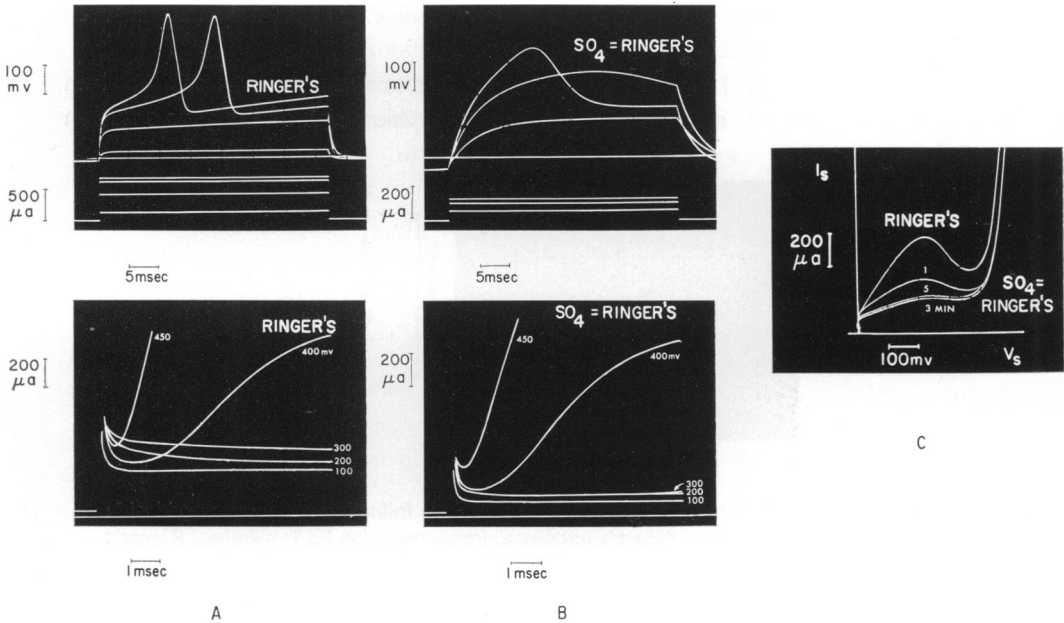 100
mv
RINGER'S
500
μa
5msec
100
mv
SO4 = RINGER'S
200
μa
5msec
200
μa
RINGER'S
450
400mv
300
200
100
1msec
A
200
μa
SO4 = RINGER'S
450
400mv
300
200
100
1msec
B
Is
RINGER'S
200
μa
1
5
3 MIN
SO4=
RINGER'S
100mv
Vs
C